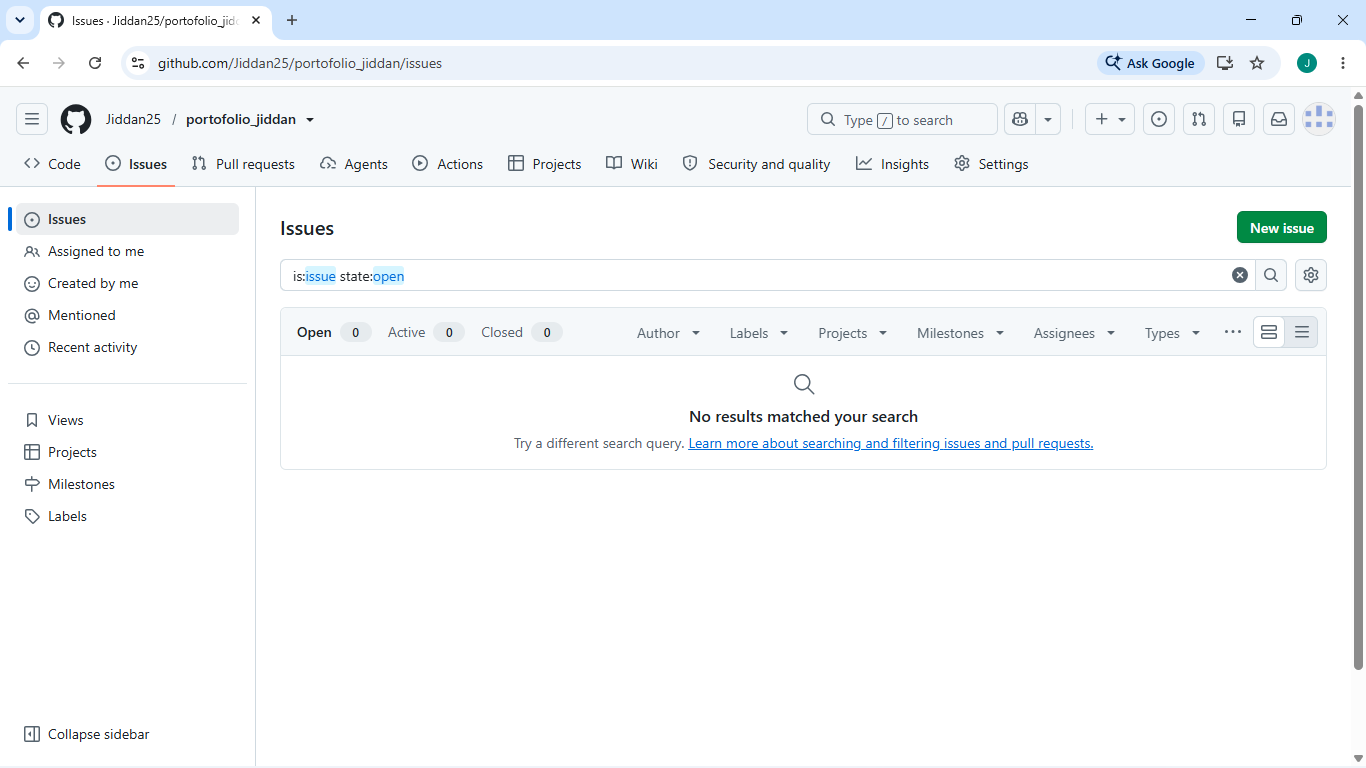 Issues · Jiddan25/portofolio_jidd
github.com/Jiddan25/portofolio_jiddan/issues
Ask Google
J
Jiddan25 / portofolio_jiddan
Type / to search
Code
Issues
Pull requests
Agents
Actions
Projects
Wiki
Security and quality
Insights
Settings
Issues
Assigned to me
Created by me
Mentioned
Recent activity
Views
Projects
Milestones
Labels
Collapse sidebar
Issues
New issue
is:issue state:open
Open 0 Active 0 Closed 0 Author Labels Projects Milestones Assignees Types
No results matched your search
Try a different search query. Learn more about searching and filtering issues and pull requests.